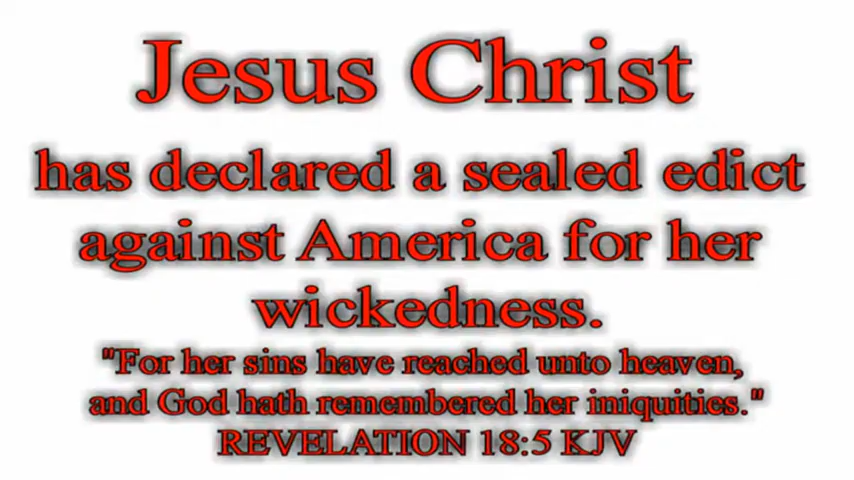 Jesus Christ
has declared a sealed edict
against America for her
wickedness.
"For her sins have reached unto heaven,
and God hath remembered her iniquities."
REVELATION 18:5 KJV